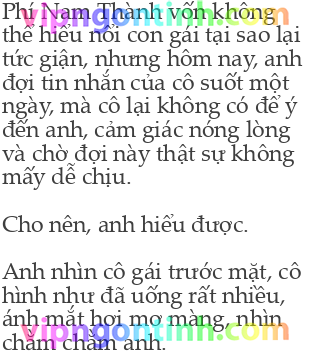 Phí Nam Thành vốn không
thể hiểu nổi con gái tại sao lại
tức giận, nhưng hôm nay, anh
đợi tin nhắn của cô suốt một
ngày, mà cô lại không có để ý
đến anh, cảm giác nóng lòng
và chờ đợi này thật sự không
mấy dễ chịu.
Cho nên, anh hiểu được.
Anh nhìn cô gái trước mặt, cô
hình như đã uống rất nhiều,
ánh mắt hơi mơ màng, nhìn
chằm chằm anh.
vipngontinh.com
vipngontinh.com